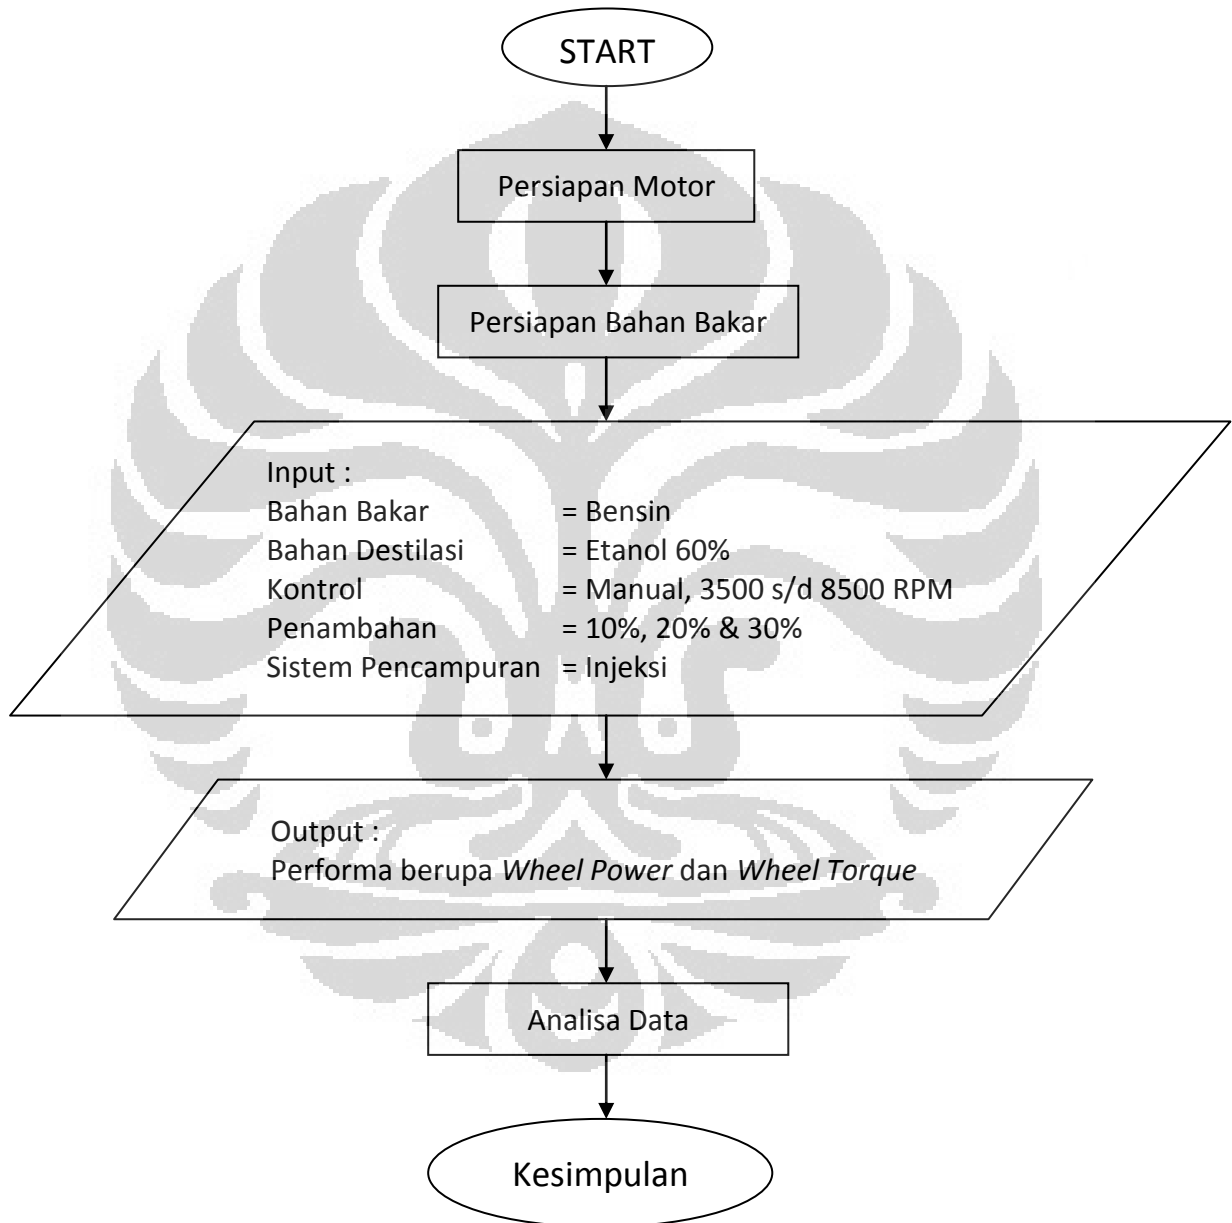 START
Persiapan Motor
Persiapan Bahan Bakar
Input :
Bahan Bakar = Bensin
Bahan Destilasi = Etanol 60%
Kontrol = Manual, 3500 s/d 8500 RPM
Penambahan = 10%, 20% & 30%
Sistem Pencampuran = Injeksi
Output :
Performa berupa Wheel Power dan Wheel Torque
Analisa Data
Kesimpulan